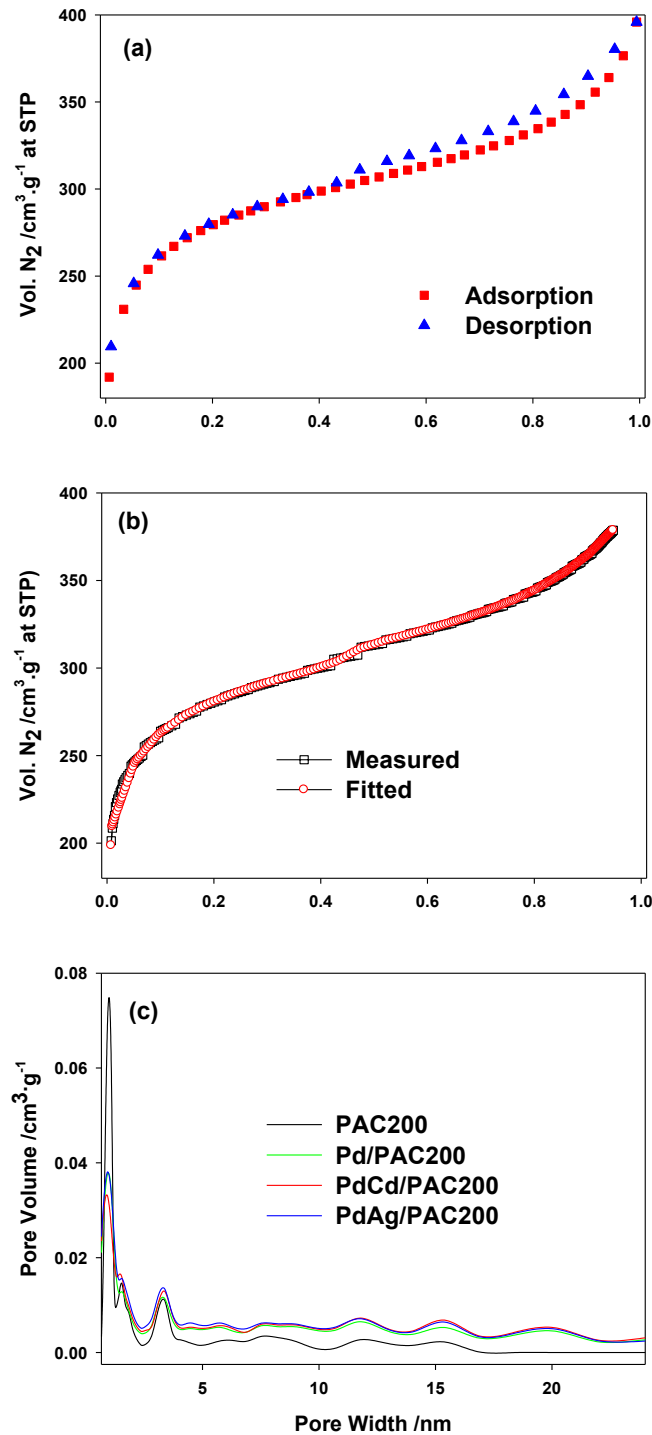 400
(a)
350
300
250
200
Vol. N2 /cm3.g-1 at STP
Adsorption
Desorption
0.0 0.2 0.4 0.6 0.8 1.0
400
(b)
350
300
250
200
Vol. N2 /cm3.g-1 at STP)
Measured
Fitted
0.0 0.2 0.4 0.6 0.8 1.0
0.08
(c)
0.06
0.04
0.02
0.00
Pore Volume /cm3·g-1
PAC200
Pd/PAC200
PdCd/PAC200
PdAg/PAC200
5 10 15 20
Pore Width /nm